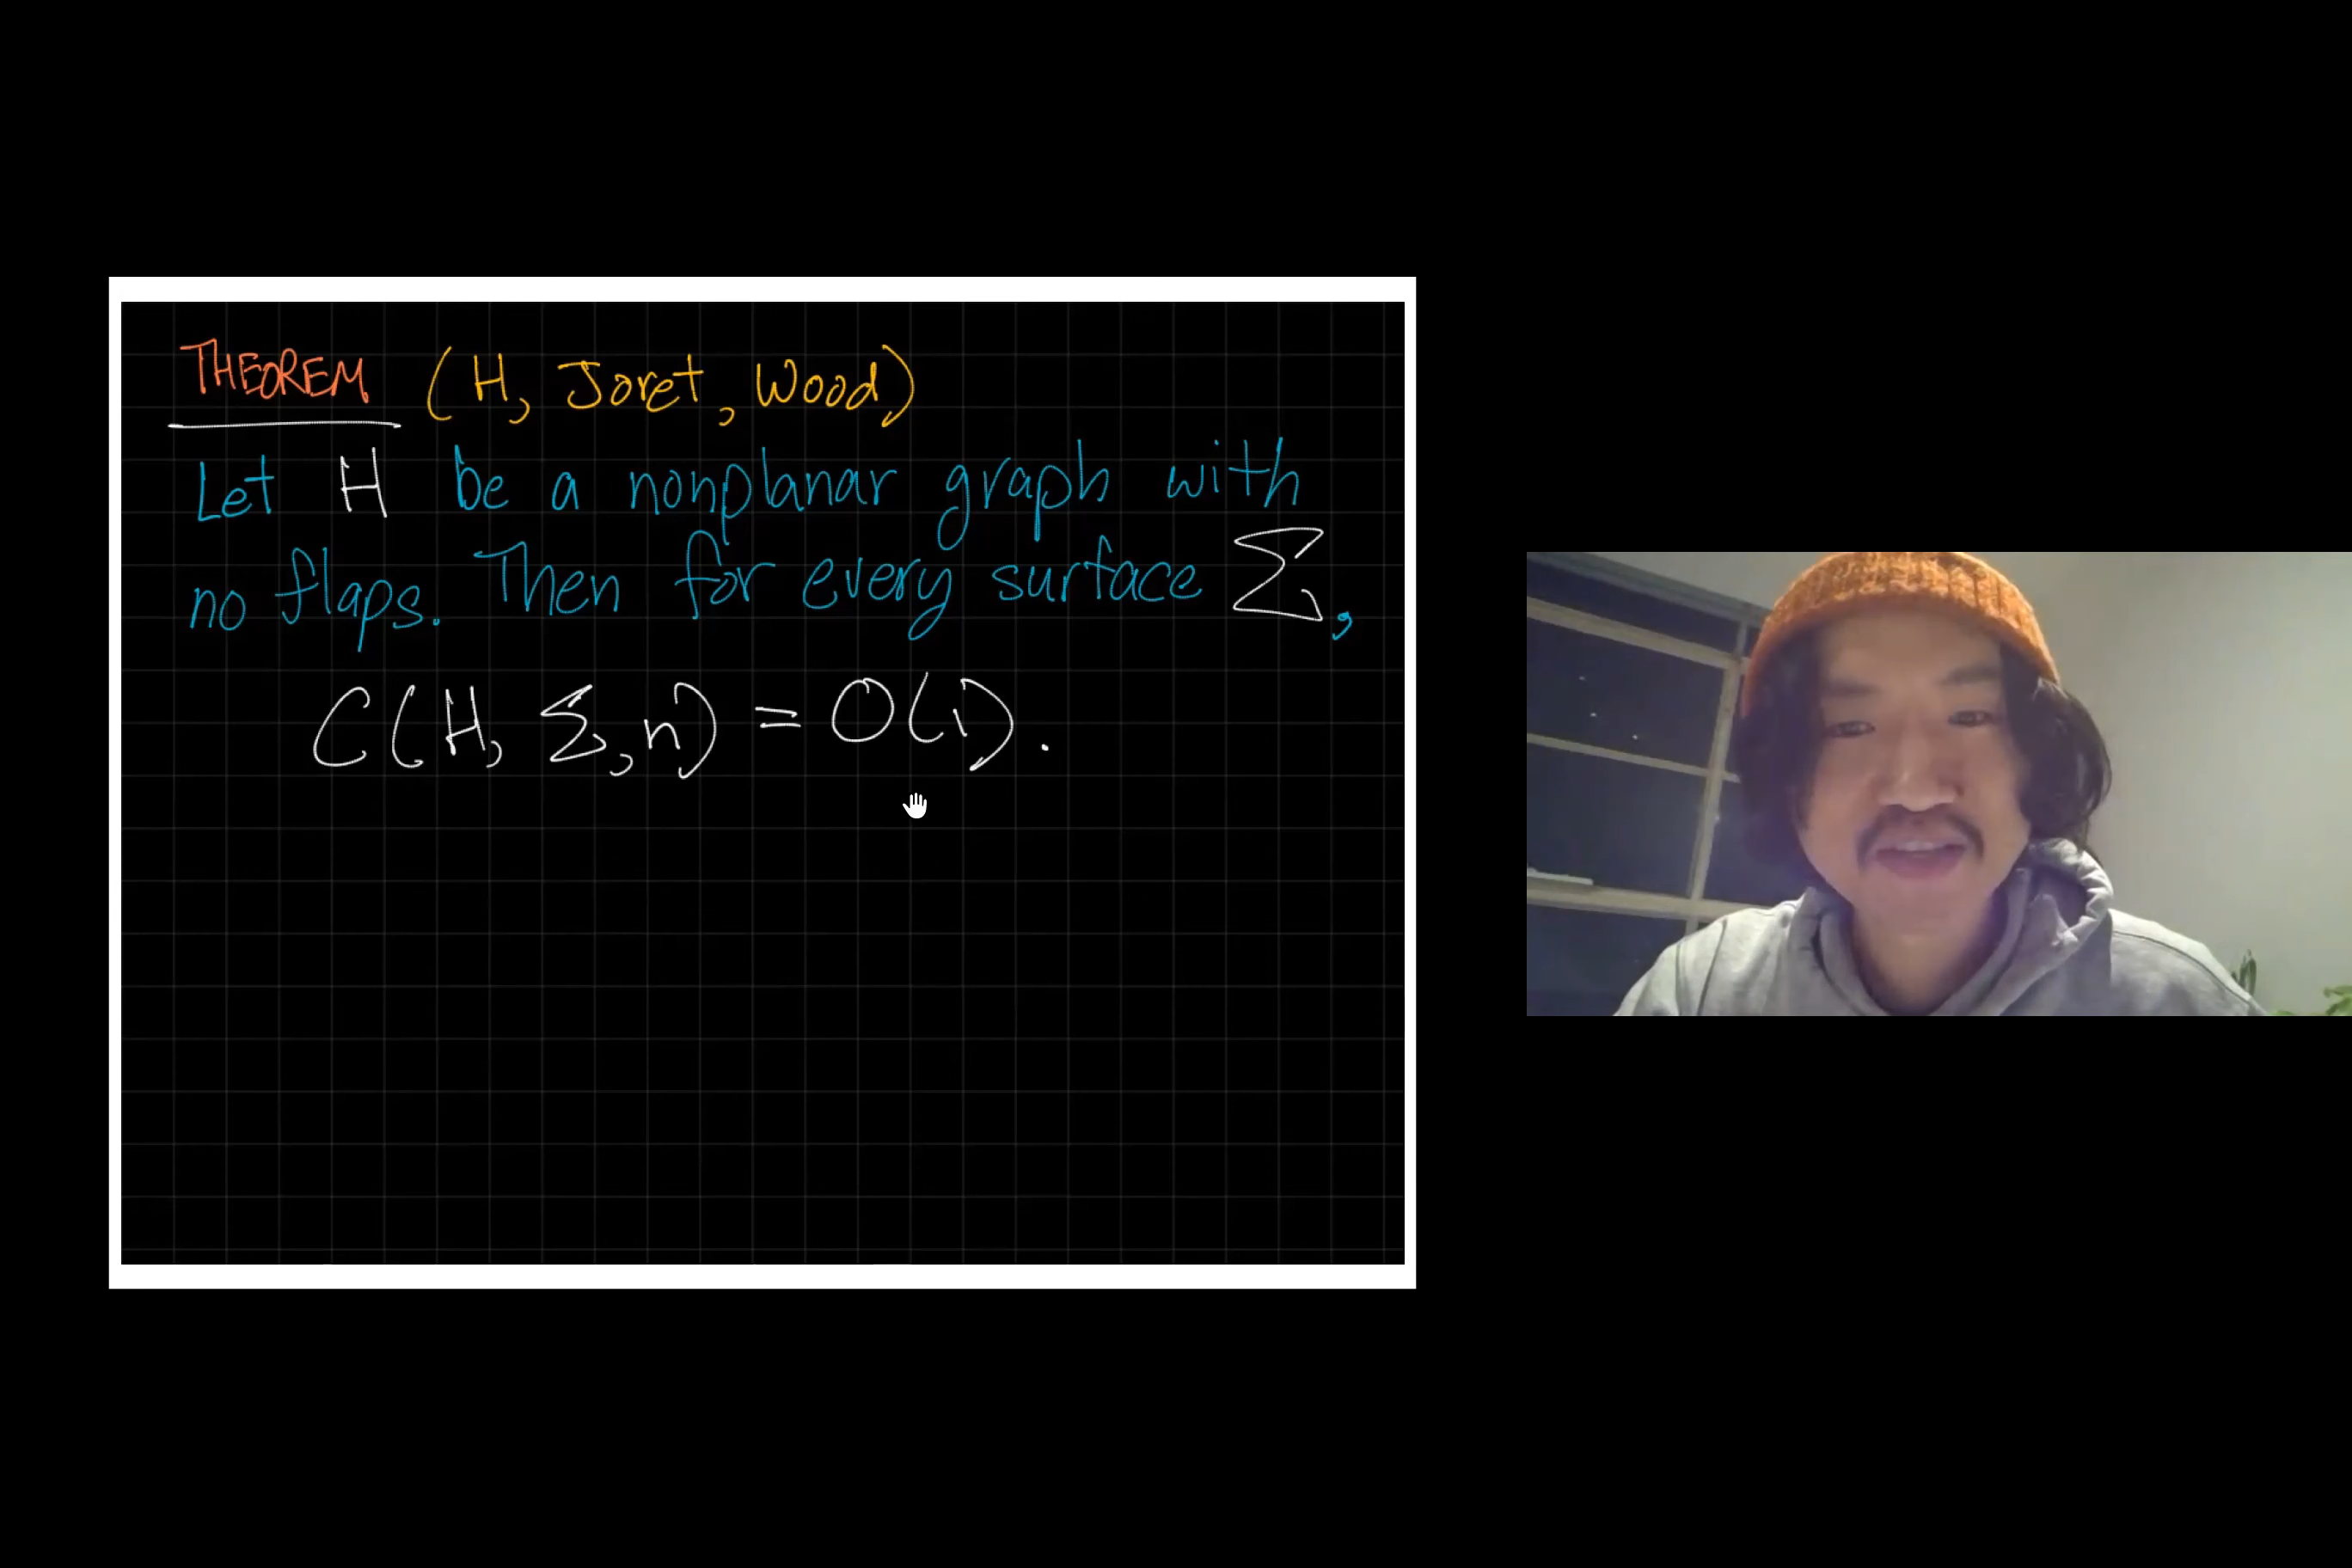 THEOREM (H, Joret, Wood)
Let H be a nonplanar graph with
no flaps. Then for every surface Σ,
C(H, Σ, n) = O(1).